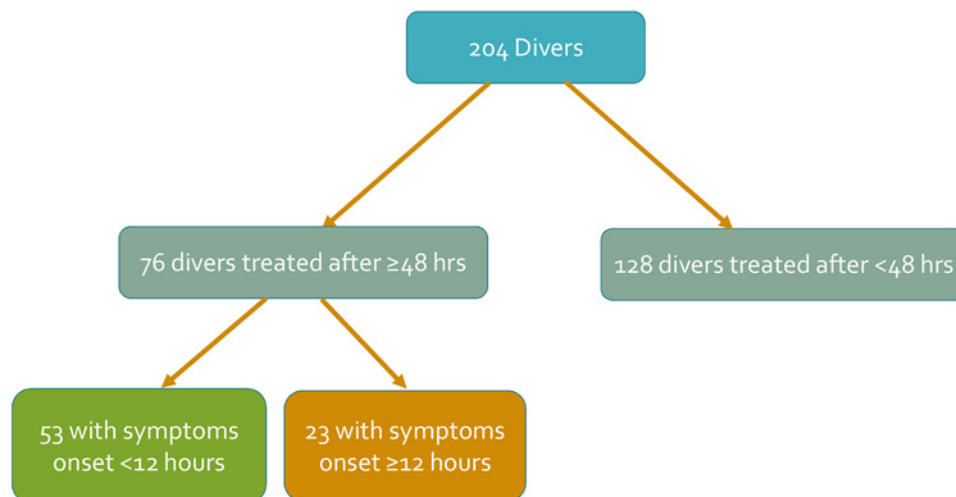 204 Divers
76 divers treated after ≥48 hrs
128 divers treated after <48 hrs
53 with symptoms
onset <12 hours
23 with symptoms
onset ≥12 hours